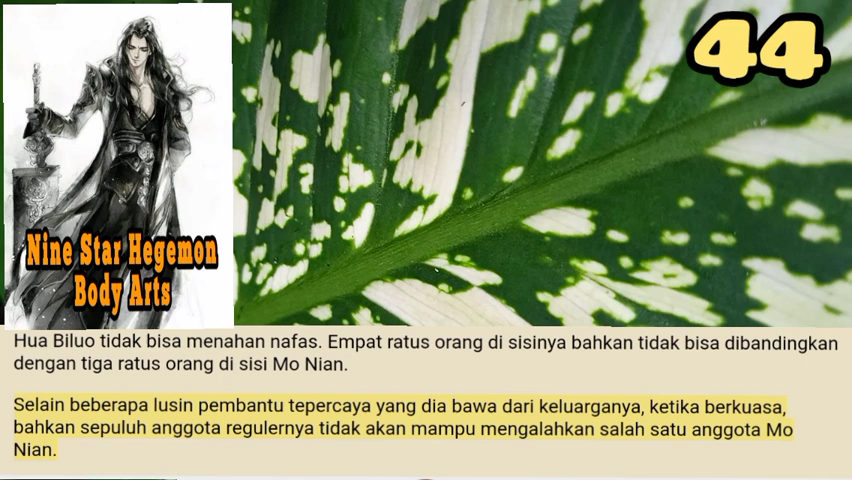 44
Nine Star Hegemon
Body Arts
Hua Biluo tidak bisa menahan nafas. Empat ratus orang di sisinya bahkan tidak bisa dibandingkan
dengan tiga ratus orang di sisi Mo Nian.
Selain beberapa lusin pembantu tepercaya yang dia bawa dari keluarganya, ketika berkuasa,
bahkan sepuluh anggota regulernya tidak akan mampu mengalahkan salah satu anggota Mo
Nian.